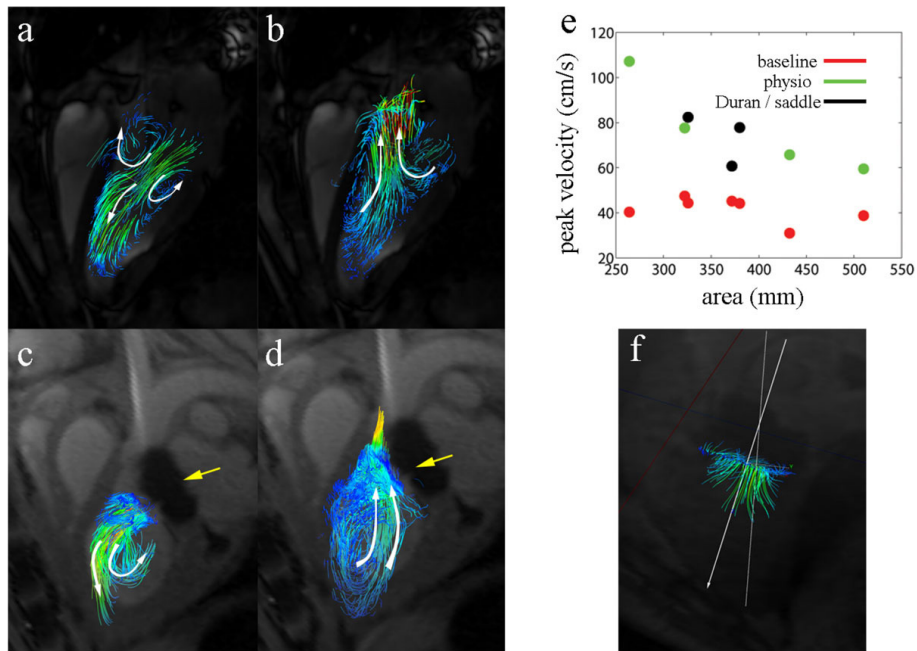 a
b
e
120
100
80
60
40
20
peak velocity (cm/s)
baseline
physio
Duran / saddle
250 300 350 400 450 500 550
area (mm)
c
d
f